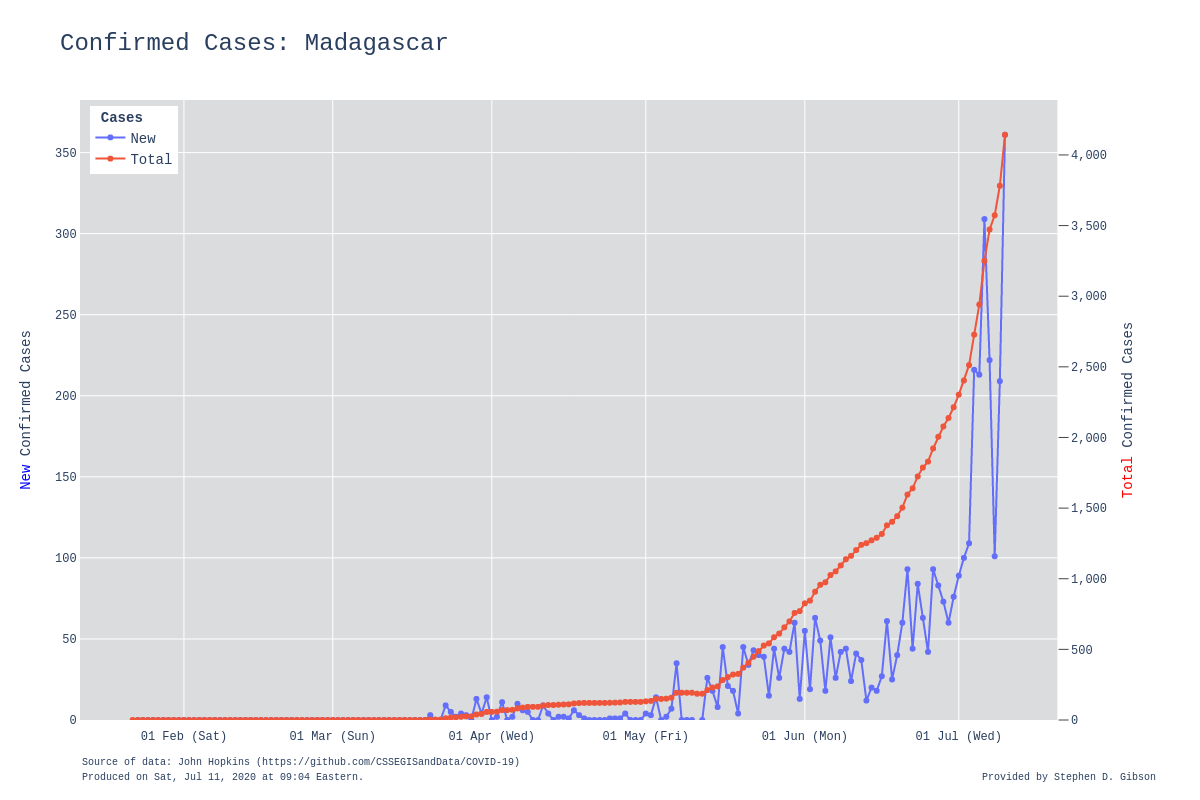 Confirmed Cases: Madagascar
Cases
New
Total
350
300
250
200
150
100
50
0
4,000
3,500
3,000
2,500
2,000
1,500
1,000
500
0
New Confirmed Cases
Total Confirmed Cases
01 Feb (Sat)
01 Mar (Sun)
01 Apr (Wed)
01 May (Fri)
01 Jun (Mon)
01 Jul (Wed)
Source of data: John Hopkins (https://github.com/CSSEGISandData/COVID-19)
Produced on Sat, Jul 11, 2020 at 09:04 Eastern.
Provided by Stephen D. Gibson